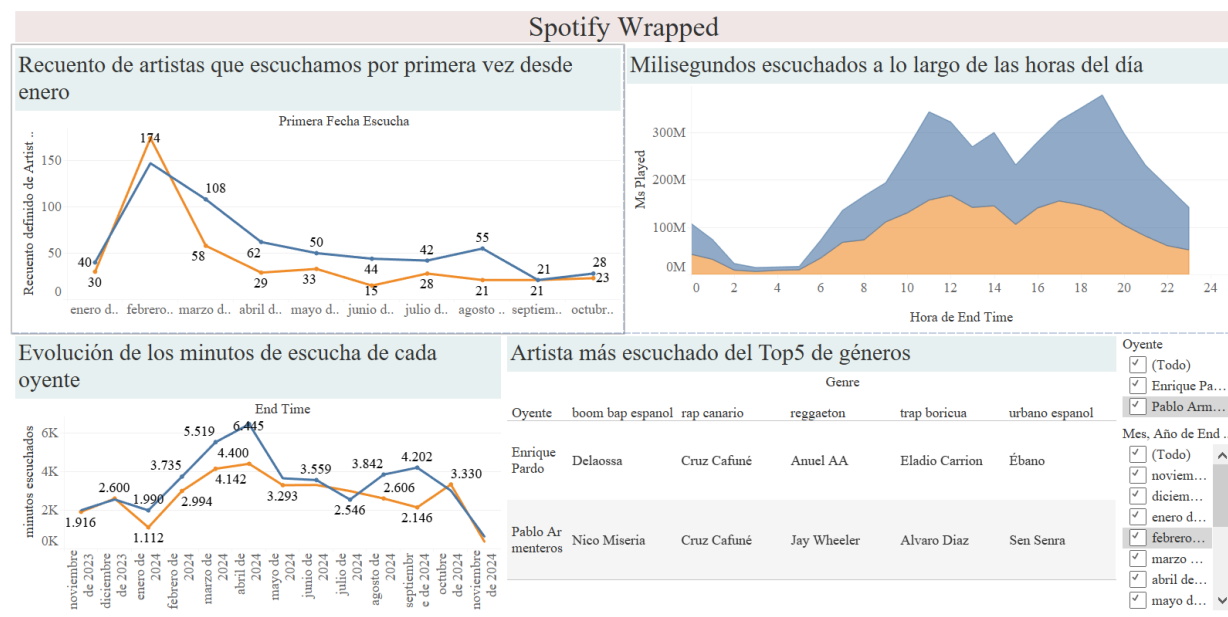 Spotify Wrapped
Recuento de artistas que escuchamos por primera vez desde
enero
Primera Fecha Escucha
Recuento definido de Artist ..
150
100
50
0
174
108
40
30
58
62
29
50
33
44
15
42
28
55
21
21
21
28
23
enero d.. febrero.. marzo d.. abril d.. mayo d.. junio d.. julio d.. agosto .. septiem.. octubr..
Milisegundos escuchados a lo largo de las horas del día
Ms Played
300M
200M
100M
0M
0 2 4 6 8 10 12 14 16 18 20 22 24
Hora de End Time
Evolución de los minutos de escucha de cada
oyente
End Time
minutos escuchados
6K
4K
2K
0K
1.916
2.600
1.990
1.112
3.735
2.994
5.519
4.142
6.445
4.400
3.293
3.559
2.546
3.842
2.606
4.202
2.146
3.330
noviembre
de 2023
diciembre
de 2023
enero de
2024
febrero de
2024
marzo de
2024
abril de
2024
mayo de
2024
junio de
2024
julio de
2024
agosto de
2024
septiembr
e de 2024
octubre
de 2024
noviembre
de 2024
Artista más escuchado del Top5 de géneros
Genre
Oyente boom bap espanol rap canario reggaeton trap boricua urbano espanol
Enrique
Pardo
Delaossa Cruz Cafuné Anuel AA Eladio Carrion Ébano
Pablo Ar
menteros
Nico Miseria Cruz Cafuné Jay Wheeler Alvaro Diaz Sen Senra
Oyente
(Todo)
Enrique Pa...
Pablo Arm...
Mes, Año de End ..
(Todo)
noviem...
diciem...
enero d...
febrero...
marzo ...
abril de...
mayo d...